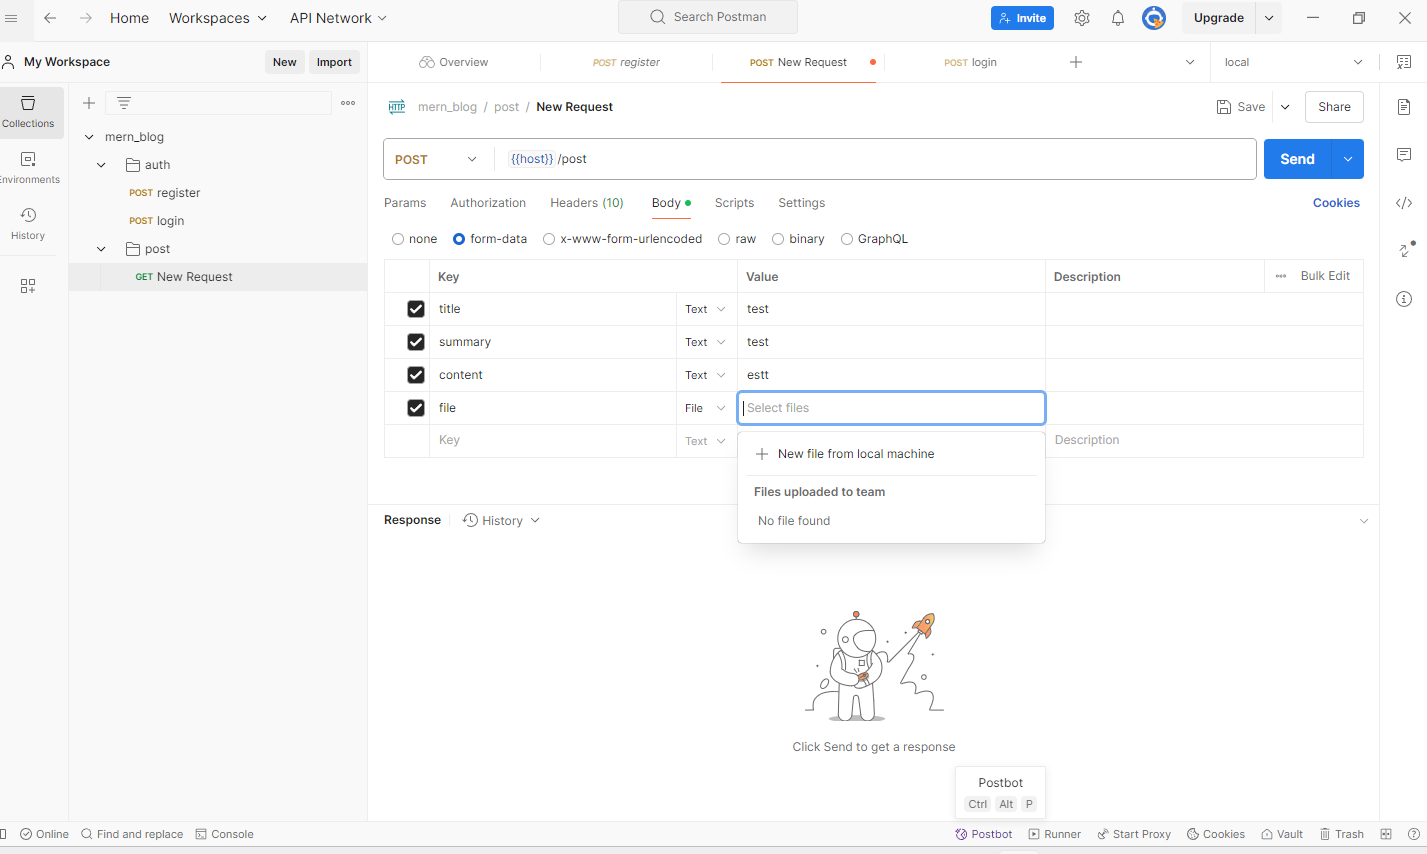 Home Workspaces API Network Search Postman Invite Upgrade
My Workspace New Import Overview POST register POST New Request POST login local
Collections
Environments
History
mern_blog
auth
POST register
POST login
post
GET New Request
HTTP mern_blog / post / New Request Save Share
POST {{host}} /post Send
Params Authorization Headers (10) Body Scripts Settings Cookies
none form-data x-www-form-urlencoded raw binary GraphQL
Key Value Description Bulk Edit
title Text test
summary Text test
content Text estt
file File Select files
Key Text Description
New file from local machine
Files uploaded to team
No file found
Response History
Click Send to get a response
Postbot
Ctrl Alt P
Online Find and replace Console Postbot Runner Start Proxy Cookies Vault Trash